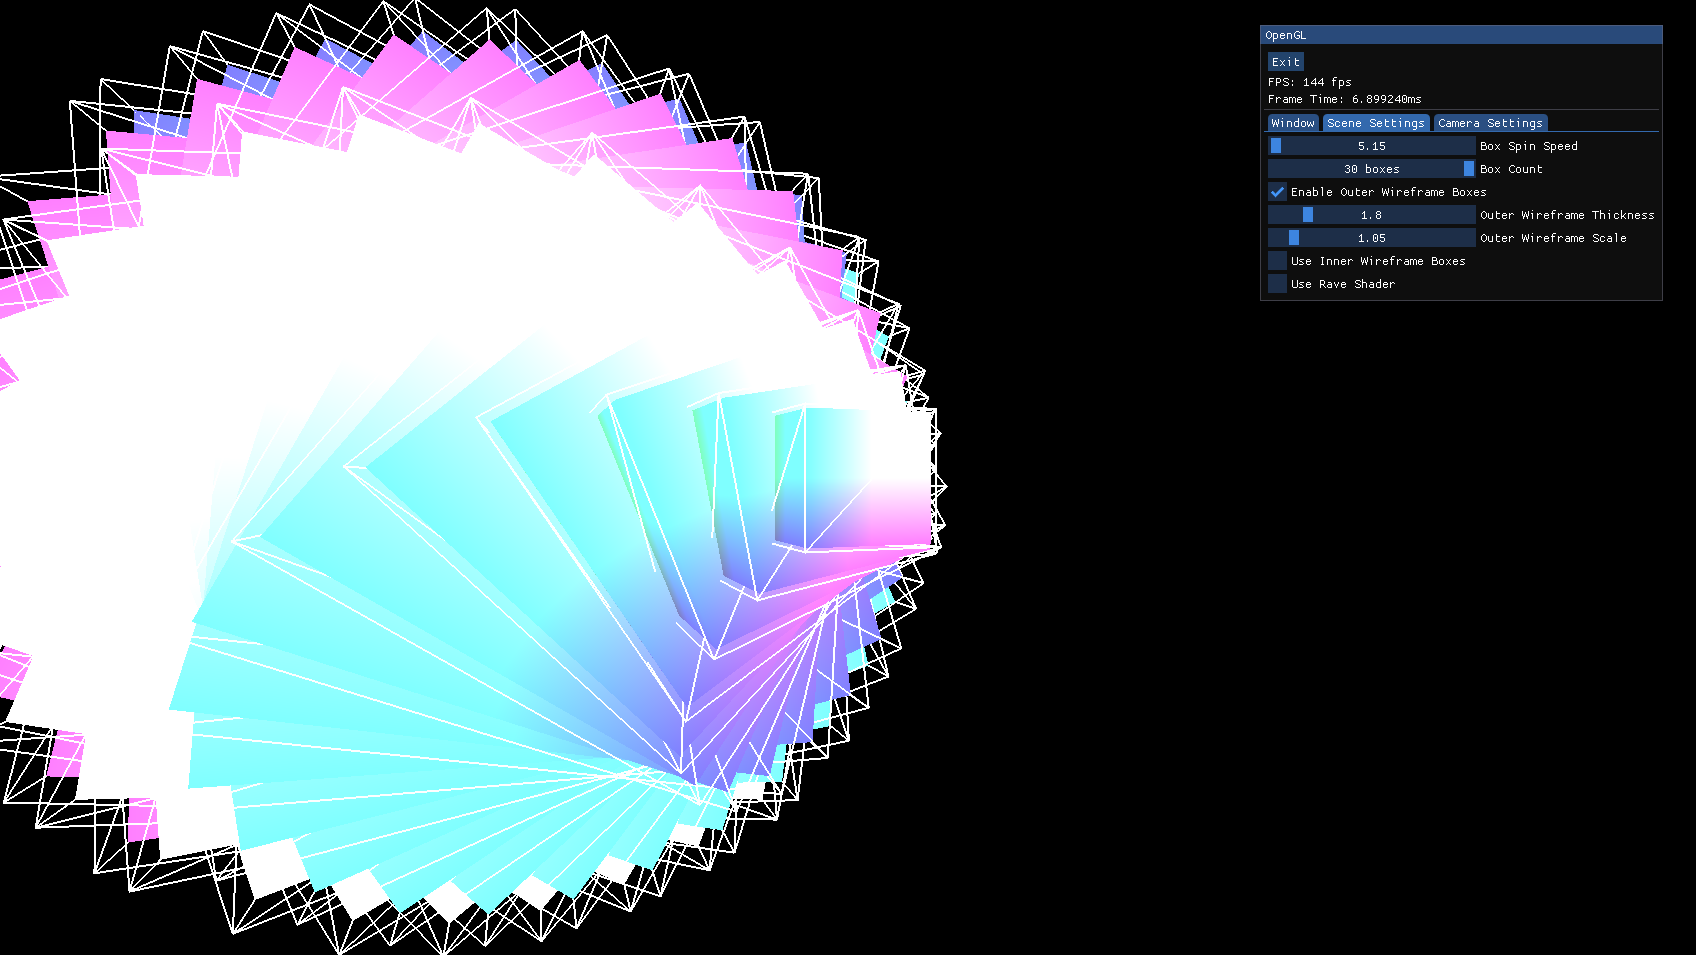 OpenGL
Exit
FPS: 144 fps
Frame Time: 6.899240ms
Window Scene Settings Camera Settings
5.15 Box Spin Speed
30 boxes Box Count
Enable Outer Wireframe Boxes
1.8 Outer Wireframe Thickness
1.05 Outer Wireframe Scale
Use Inner Wireframe Boxes
Use Rave Shader